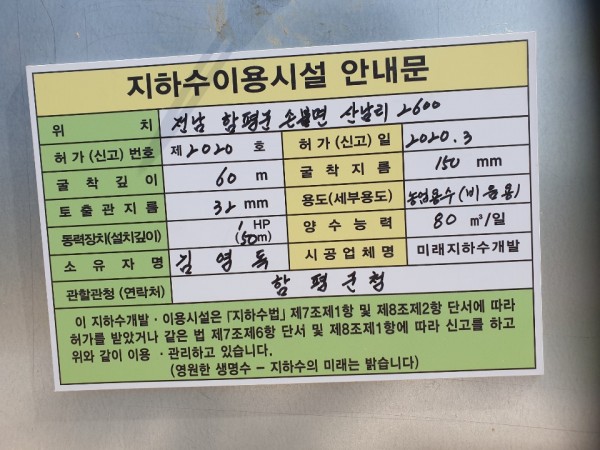 지하수이용시설 안내문
위 치 전남 함평군 손불면 산남리 2600
허가 (신고) 번호 제 2020 호 허가 (신고) 일 2020. 3
굴 착 깊 이 60 m 굴 착 지 름 150 mm
토 출 관 지 름 32 mm 용도(세부용도) 농업용수(비음용)
동력장치(설치깊이) 1 HP (50m) 양 수 능 력 80 ㎥/일
소 유 자 명 김 영 시 공 업 체 명 미래지하수개발
관할관청 (연락처) 함 평 군 청
이 지하수개발 · 이용시설은 「지하수법」 제7조제1항 및 제8조제2항 단서에 따라
허가를 받았거나 같은 법 제7조제6항 단서 및 제8조제1항에 따라 신고를 하고
위와 같이 이용 · 관리하고 있습니다.
(영원한 생명수 – 지하수의 미래는 밝습니다)